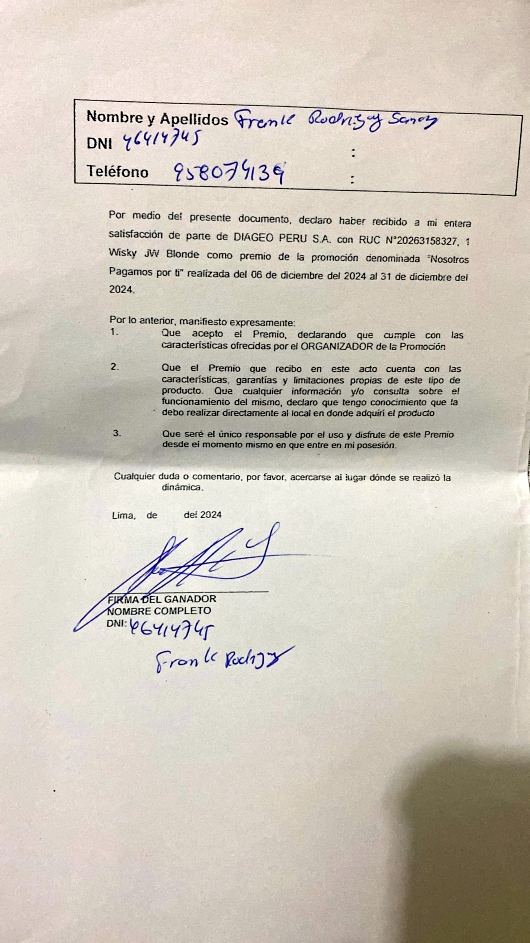 Nombre y Apellidos Frank Rodriguez
DNI 46414745 :
Teléfono 958074139 :
Por medio del presente documento, declaro haber recibido a mi entera
satisfacción de parte de DIAGEO PERU S.A. con RUC N°20263158327, 1
Wisky JW Blonde como premio de la promoción denominada "Nosotros
Pagamos por ti" realizada del 06 de diciembre del 2024 al 31 de diciembre del
2024.
Por lo anterior, manifiesto expresamente:
1. Que acepto el Premio, declarando que cumple con las
características ofrecidas por el ORGANIZADOR de la Promoción
2. Que el Premio que recibo en este acto cuenta con las
características, garantías y limitaciones propias de este tipo de
producto. Que cualquier información y/o consulta sobre el
funcionamiento del mismo, declaro que tengo conocimiento que la
debo realizar directamente al local en donde adquirí el producto
3. Que seré el único responsable por el uso y disfrute de este Premio
desde el momento mismo en que entre en mi posesión.
Cualquier duda o comentario, por favor, acercarse al lugar dónde se realizó la
dinámica.
Lima, de del 2024
FIRMA DEL GANADOR
NOMBRE COMPLETO
DNI: 46414745
Frank Rodrigz